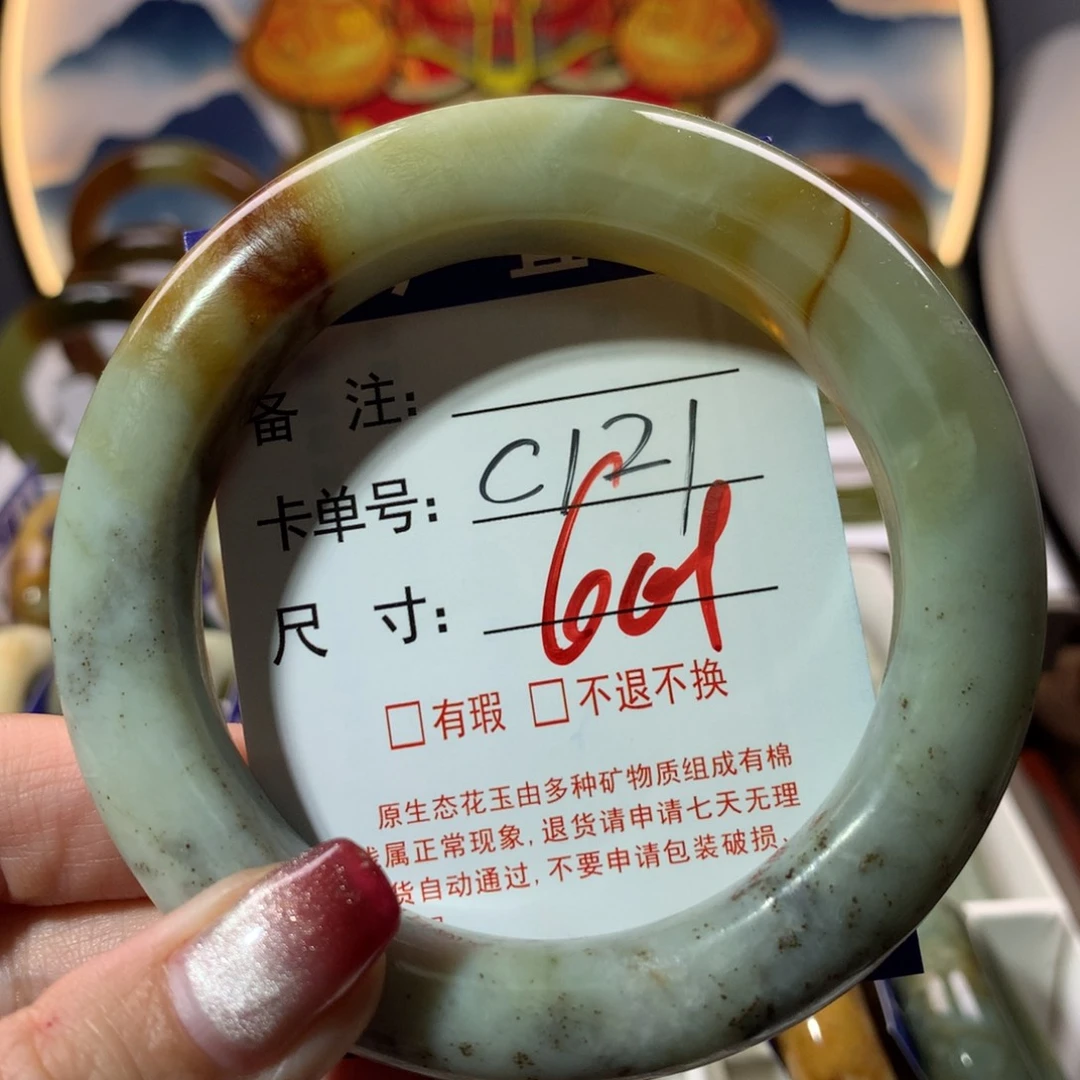 备 注:
卡单号: C121
尺 寸: 601
□有瑕 □不退不换
原生态花玉由多种矿物质组成有棉
属正常现象,退货请申请七天无理
货自动通过,不要申请包装破损、